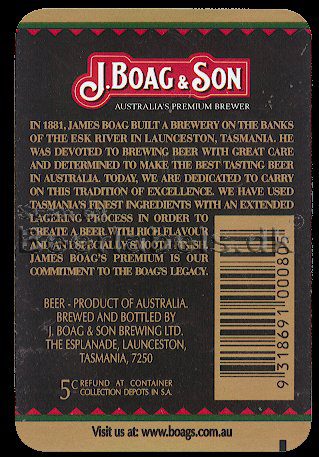 J. BOAG & SON
AUSTRALIA'S PREMIUM BREWER
IN 1881, JAMES BOAG BUILT A BREWERY ON THE BANKS
OF THE ESK RIVER IN LAUNCESTON, TASMANIA. HE
WAS DEVOTED TO BREWING BEER WITH GREAT CARE
AND DETERMINED TO MAKE THE BEST TASTING BEER
IN AUSTRALIA. TODAY, WE ARE DEDICATED TO CARRY
ON THIS TRADITION OF EXCELLENCE. WE HAVE USED
TASMANIA'S FINEST INGREDIENTS WITH AN EXTENDED
LAGERING PROCESS IN ORDER TO
CREATE A BEER WITH RICH FLAVOUR
AND AN ESPECIALLY SMOOTH FINISH.
JAMES BOAG'S PREMIUM IS OUR
COMMITMENT TO THE BOAG'S LEGACY.
BEER - PRODUCT OF AUSTRALIA.
BREWED AND BOTTLED BY
J. BOAG & SON BREWING LTD.
THE ESPLANADE, LAUNCESTON,
TASMANIA, 7250
5¢ REFUND AT CONTAINER
COLLECTION DEPOTS IN S.A.
Visit us at: www.boags.com.au